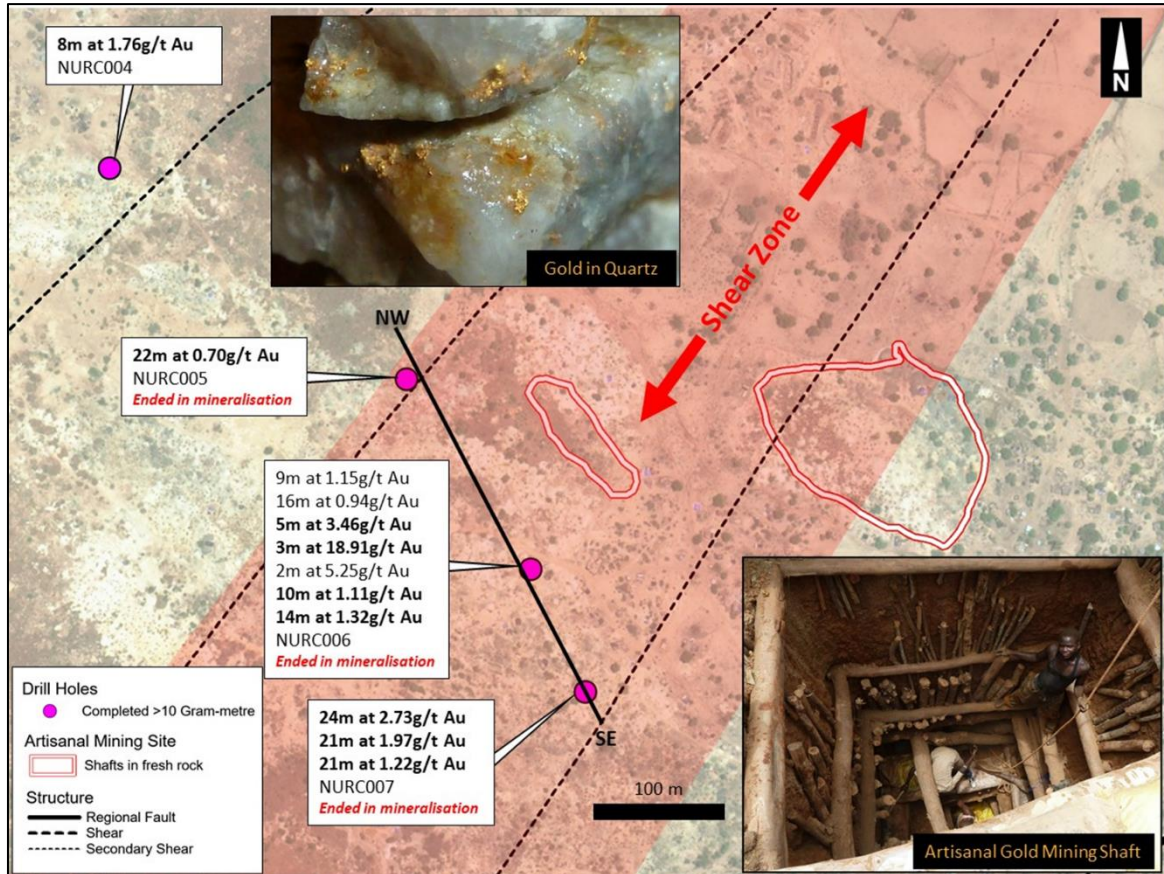 8m at 1.76g/t Au
NURC004
N
Gold in Quartz
Shear Zone
NW
22m at 0.70g/t Au
NURC005
Ended in mineralisation
9m at 1.15g/t Au
16m at 0.94g/t Au
5m at 3.46g/t Au
3m at 18.91g/t Au
2m at 5.25g/t Au
10m at 1.11g/t Au
14m at 1.32g/t Au
NURC006
Ended in mineralisation
24m at 2.73g/t Au
21m at 1.97g/t Au
21m at 1.22g/t Au
NURC007
Ended in mineralisation
SE
100 m
Drill Holes
Completed >10 Gram-metre
Artisanal Mining Site
Shafts in fresh rock
Structure
Regional Fault
Shear
Secondary Shear
Artisanal Gold Mining Shaft